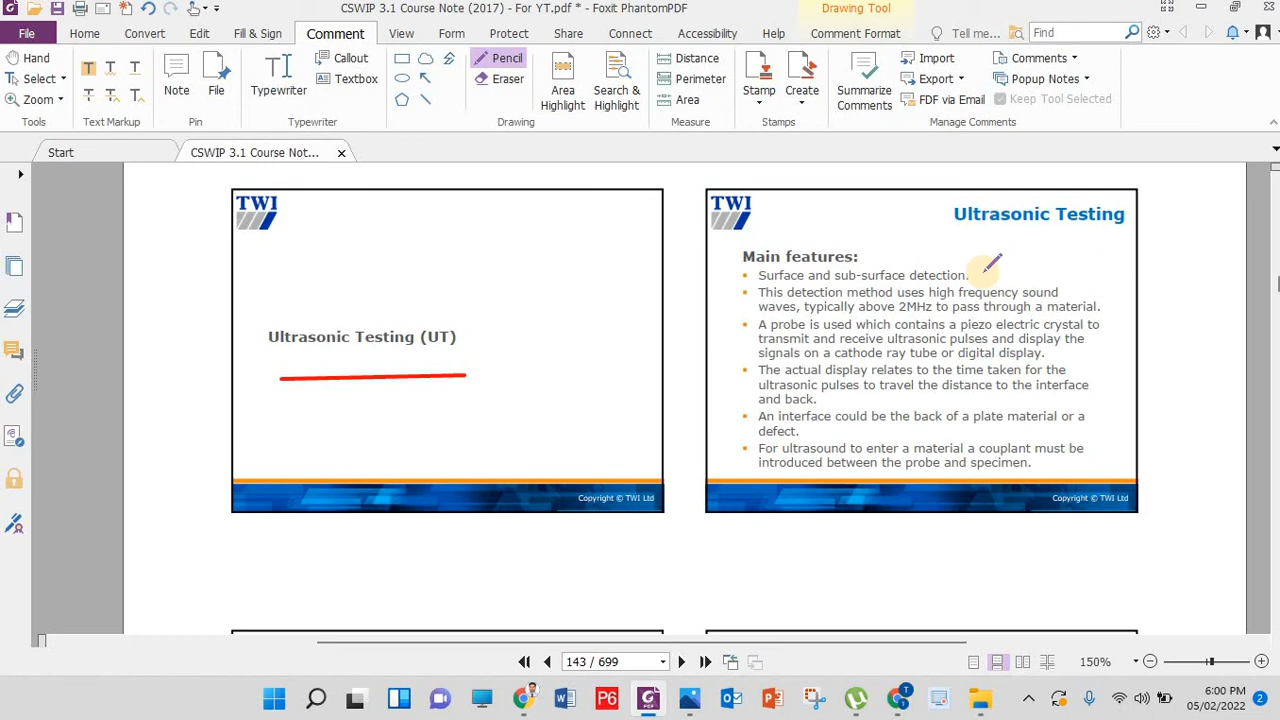 CSWIP 3.1 Course Note (2017) - For YT.pdf * - Foxit PhantomPDF
Drawing Tool
File
Home
Convert
Edit
Fill & Sign
Comment
View
Form
Protect
Share
Connect
Accessibility
Help
Comment Format
Tell me...
Find
Hand
Select
Zoom
Tools
Text Markup
Note
File
Pin
Typewriter
Callout
Textbox
Typewriter
Pencil
Eraser
Area
Highlight
Search &
Highlight
Drawing
Distance
Perimeter
Area
Measure
Stamp
Create
Stamps
Summarize
Comments
Import
Export
FDF via Email
Comments
Popup Notes
Keep Tool Selected
Manage Comments
Start
CSWIP 3.1 Course Not...
TWI
Ultrasonic Testing (UT)
Copyright © TWI Ltd
TWI
Ultrasonic Testing
Main features:
Surface and sub-surface detection.
This detection method uses high frequency sound
waves, typically above 2MHz to pass through a material.
A probe is used which contains a piezo electric crystal to
transmit and receive ultrasonic pulses and display the
signals on a cathode ray tube or digital display.
The actual display relates to the time taken for the
ultrasonic pulses to travel the distance to the interface
and back.
An interface could be the back of a plate material or a
defect.
For ultrasound to enter a material a couplant must be
introduced between the probe and specimen.
Copyright © TWI Ltd
143 / 699
150%
P6
6:00 PM
05/02/2022
2